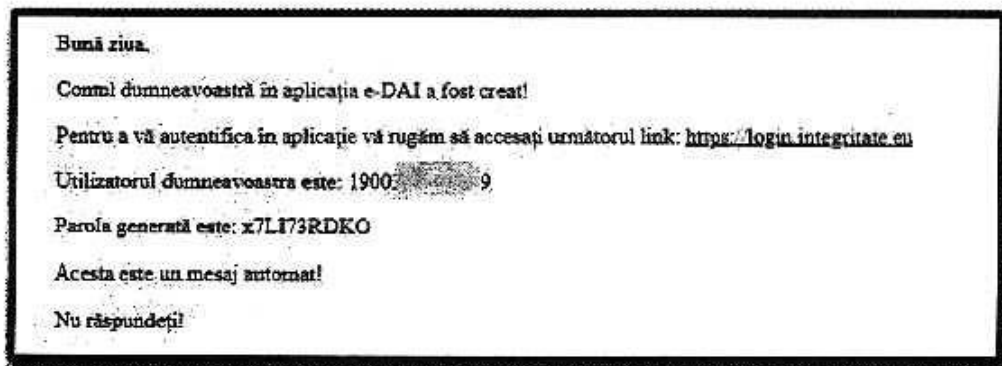 Bună ziua,
Contul dumneavoastră în aplicația e-DAI a fost creat!
Pentru a vă autentifica în aplicație vă rugăm să accesați următorul link: https://login.integritate.eu
Utilizatorul dumneavoastra este: 1900 9
Parola generată este: x7LI73RDKO
Acesta este un mesaj automat!
Nu răspundeți!